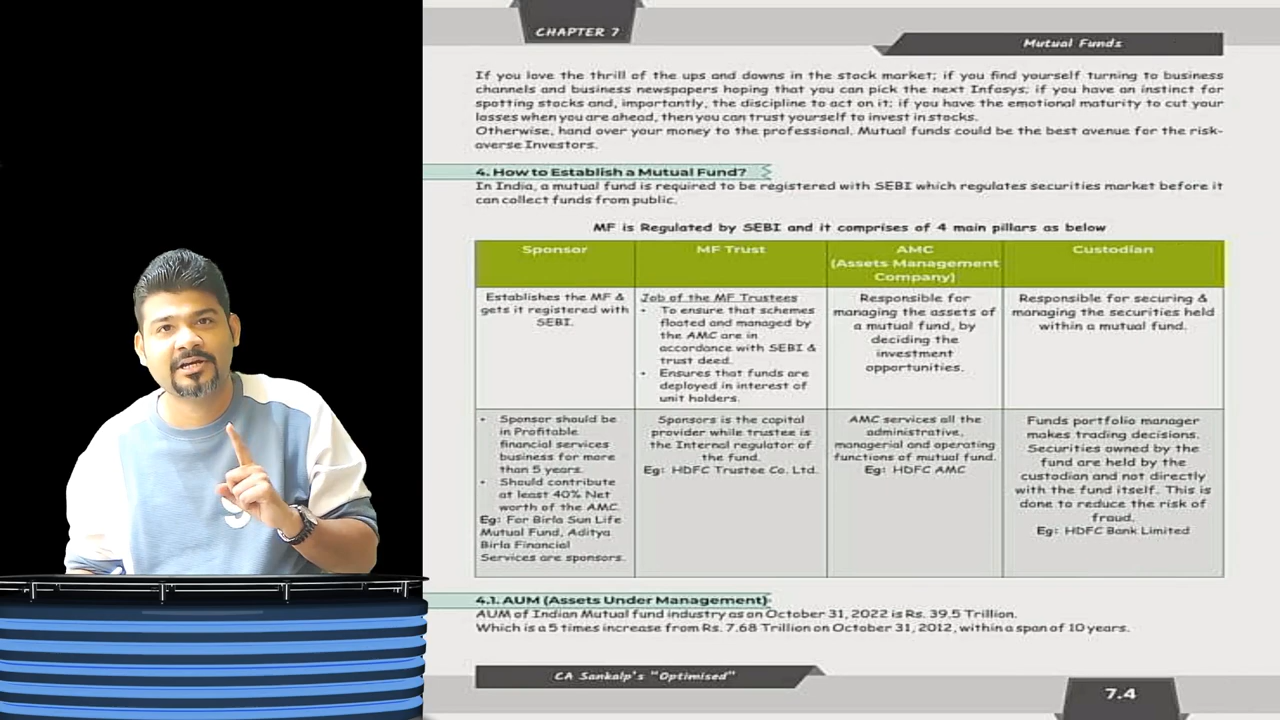 CHAPTER 7
Mutual Funds
If you love the thrill of the ups and downs in the stock market; if you find yourself turning to business
channels and business newspapers hoping that you can pick the next Infosys; if you have an instinct for
spotting stocks and, importantly, the discipline to act on it; if you have the emotional maturity to cut your
losses when you are ahead, then you can trust yourself to invest in stocks.
Otherwise, hand over your money to the professional. Mutual funds could be the best avenue for the risk-
averse Investors.
4. How to Establish a Mutual Fund?
In India, a mutual fund is required to be registered with SEBI which regulates securities market before it
can collect funds from public.
MF is Regulated by SEBI and it comprises of 4 main pillars as below
Sponsor
MF Trust
AMC
(Assets Management
Company)
Custodian
Establishes the MF &
gets it registered with
SEBI.
Job of the MF Trustees
• To ensure that schemes
floated and managed by
the AMC are in
accordance with SEBI &
trust deed.
• Ensures that funds are
deployed in interest of
unit holders.
Responsible for
managing the assets of
a mutual fund, by
deciding the
investment
opportunities.
Responsible for securing &
managing the securities held
within a mutual fund.
• Sponsor should be
in Profitable
financial services
business for more
than 5 years.
• Should contribute
at least 40% Net
worth of the AMC.
Eg: For Birla Sun Life
Mutual Fund, Aditya
Birla Financial
Services are sponsors.
Sponsors is the capital
provider while trustee is
the Internal regulator of
the fund.
Eg: HDFC Trustee Co. Ltd.
AMC services all the
administrative,
managerial and operating
functions of mutual fund.
Eg: HDFC AMC
Funds portfolio manager
makes trading decisions.
Securities owned by the
fund are held by the
custodian and not directly
with the fund itself. This is
done to reduce the risk of
fraud.
Eg: HDFC Bank Limited
4.1. AUM (Assets Under Management)
AUM of Indian Mutual fund industry as on October 31, 2022 is Rs. 39.5 Trillion.
Which is a 5 times increase from Rs. 7.68 Trillion on October 31, 2012, within a span of 10 years.
CA Sankalp's "Optimised"
7.4